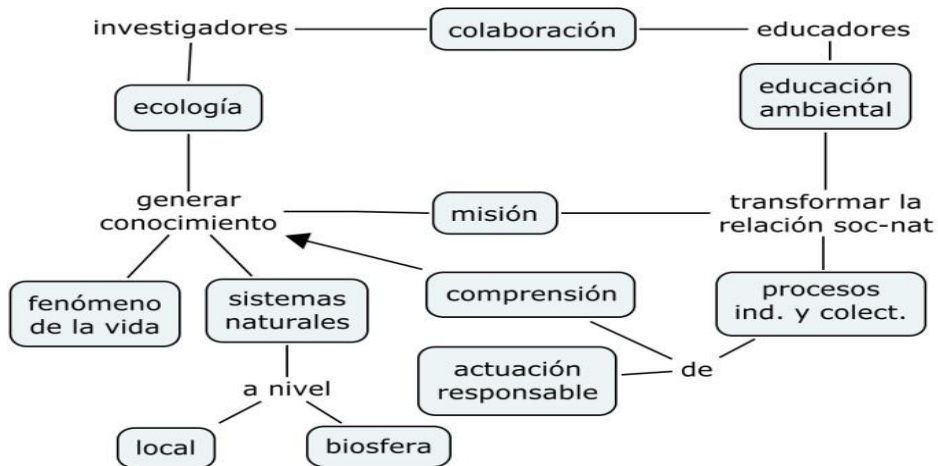 investigadores
colaboración
educadores
ecología
educación
ambiental
generar
conocimiento
misión
transformar la
relación soc-nat
fenómeno
de la vida
sistemas
naturales
comprensión
procesos
ind. y colect.
actuación
responsable
de
a nivel
local
biosfera